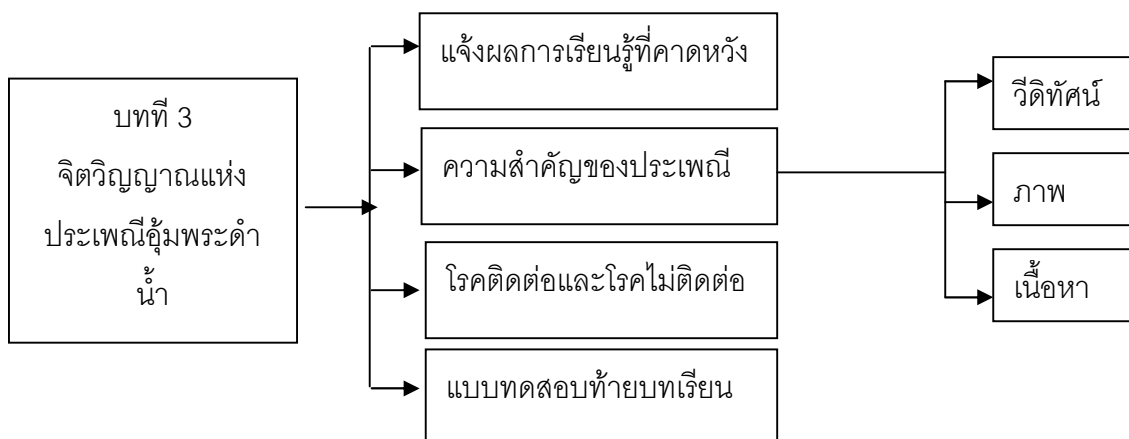 บทที่ 3
จิตวิญญาณแห่ง
ประเพณีอุ้มพระดำ
น้ำ
แจ้งผลการเรียนรู้ที่คาดหวัง
ความสำคัญของประเพณี
โรคติดต่อและโรคไม่ติดต่อ
แบบทดสอบท้ายบทเรียน
วีดิทัศน์
ภาพ
เนื้อหา